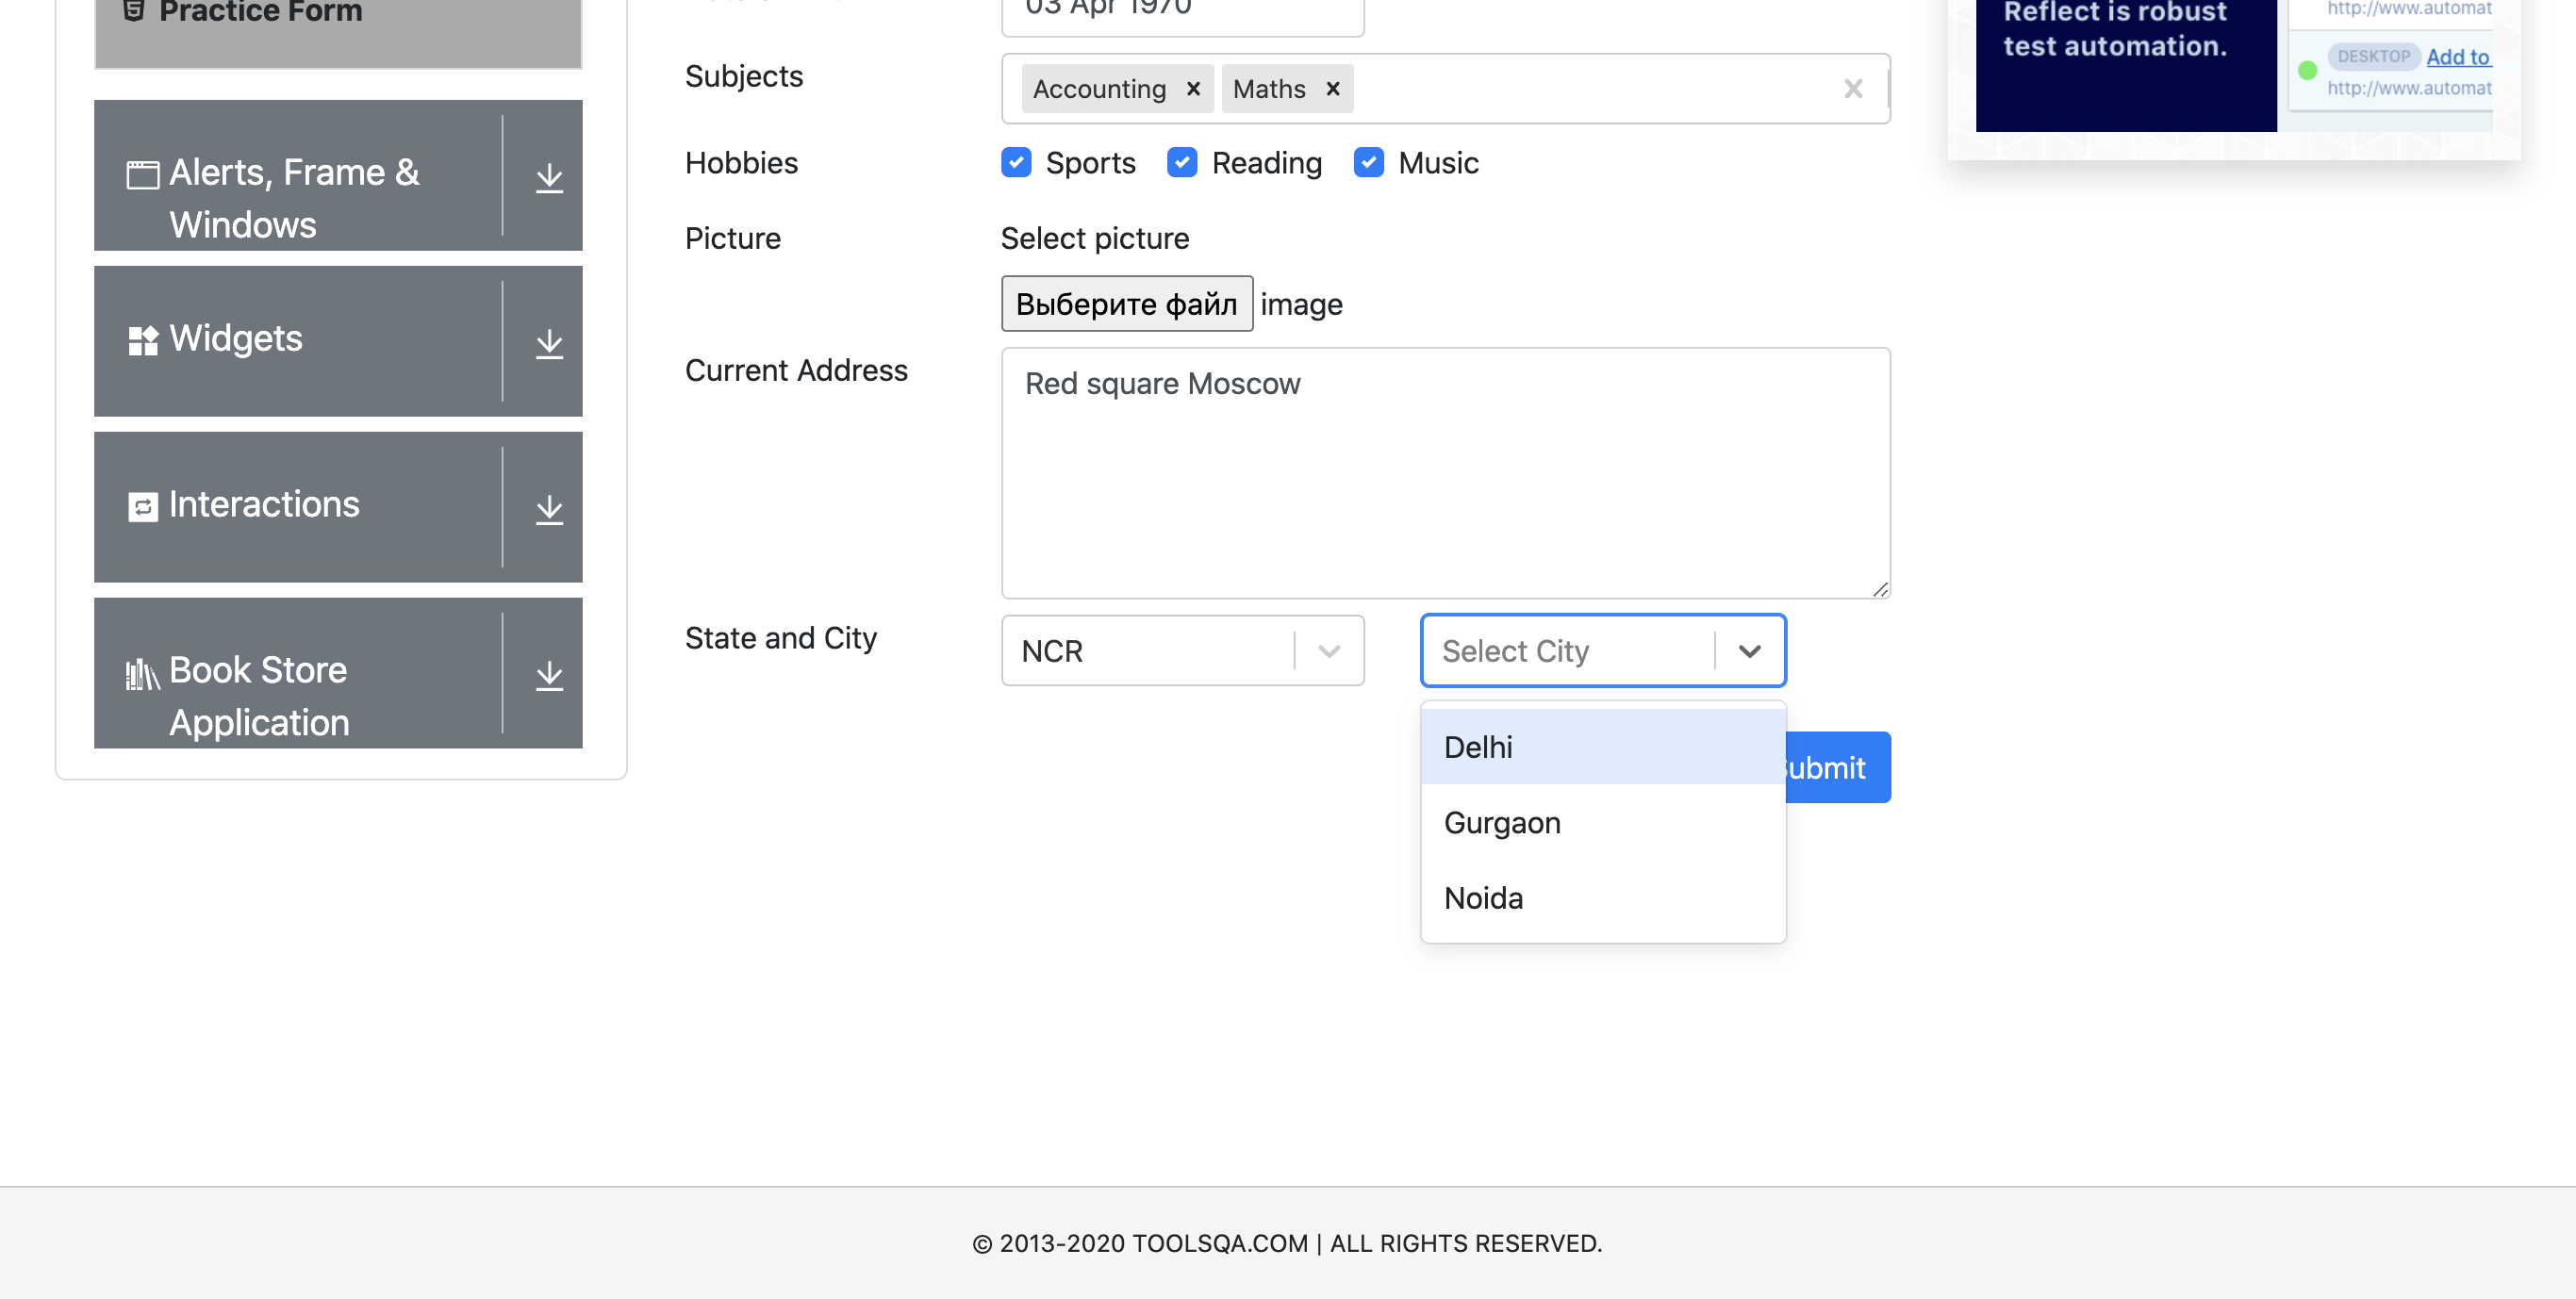 Practice Form
Alerts, Frame &
Windows
Widgets
Interactions
Book Store
Application
03 Apr 1970
Subjects
Accounting × Maths ×
Hobbies
Sports Reading Music
Picture
Select picture
Выберите файл image
Current Address
Red square Moscow
State and City
NCR
Select City
Delhi
Gurgaon
Noida
ubmit
Reflect is robust
test automation.
http://www.automat
DESKTOP Add to
http://www.automat
© 2013-2020 TOOLSQA.COM | ALL RIGHTS RESERVED.